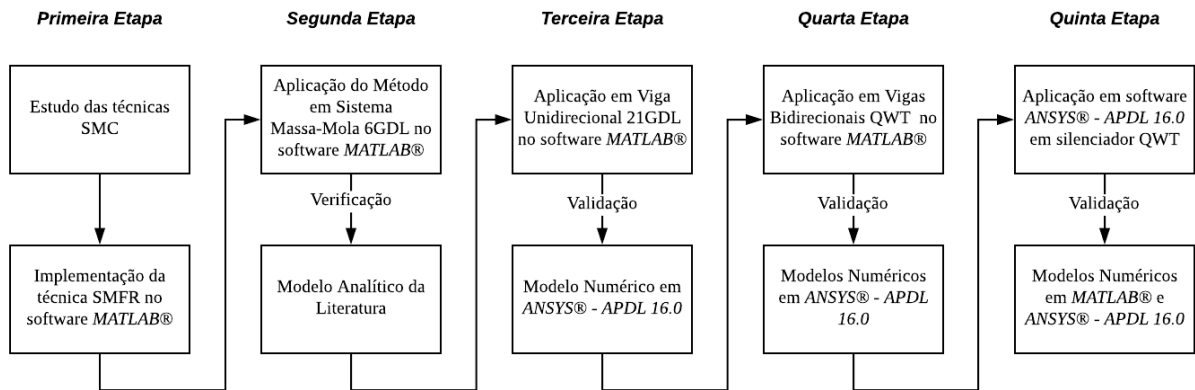 Primeira Etapa
Estudo das técnicas
SMC
Implementação da
técnica SMFR no
software MATLAB®
Segunda Etapa
Aplicação do Método
em Sistema
Massa-Mola 6GDL no
software MATLAB®
Verificação
Modelo Analítico da
Literatura
Terceira Etapa
Aplicação em Viga
Unidirecional 21GDL
no software MATLAB®
Validação
Modelo Numérico em
ANSYS® - APDL 16.0
Quarta Etapa
Aplicação em Vigas
Bidirecionais QWT no
software MATLAB®
Validação
Modelos Numéricos
em ANSYS® - APDL
16.0
Quinta Etapa
Aplicação em software
ANSYS® - APDL 16.0
em silenciador QWT
Validação
Modelos Numéricos
em MATLAB® e
ANSYS® - APDL 16.0